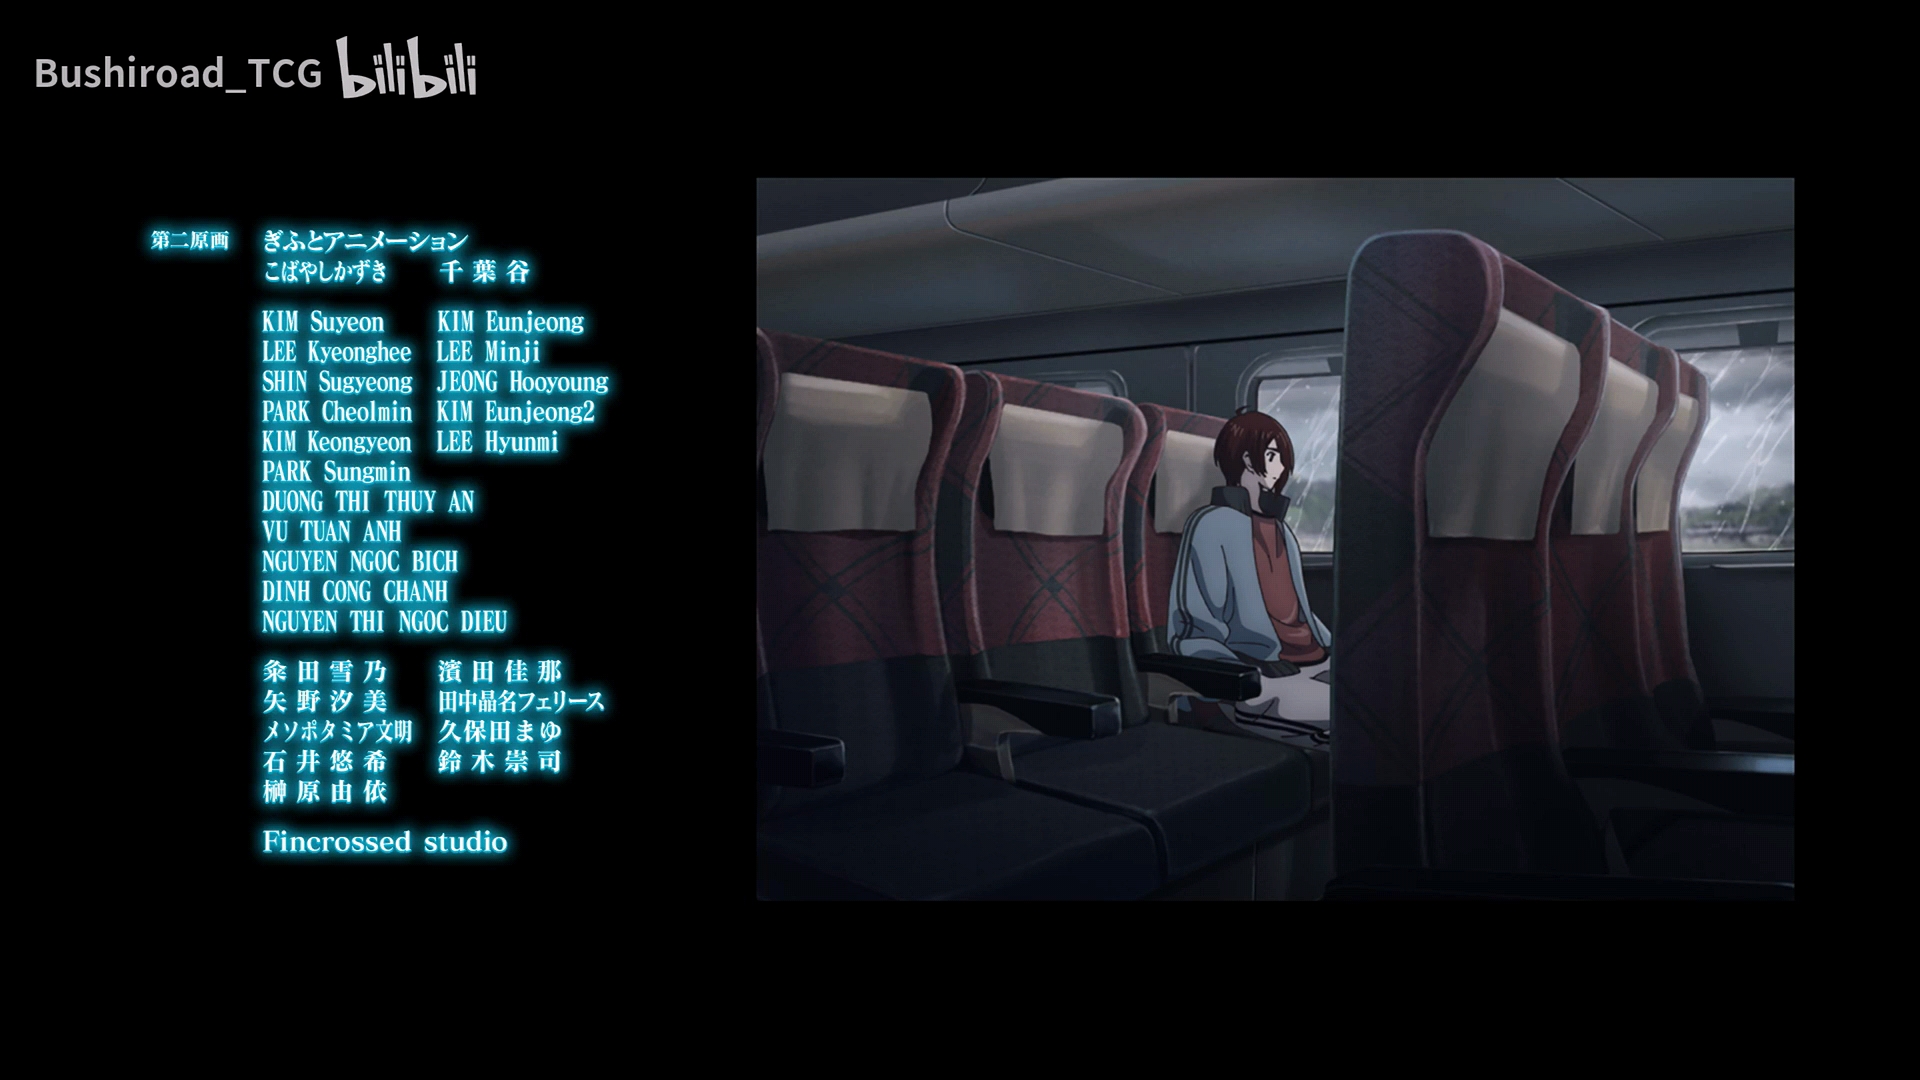 Bushiroad_TCG bilibili
第二原画 ぎふとアニメーション
こばやしかずき 千葉谷
KIM Suyeon KIM Eunjeong
LEE Kyeonghee LEE Minji
SHIN Sugyeong JEONG Hooyoung
PARK Cheolmin KIM Eunjeong2
KIM Keongyeon LEE Hyunmi
PARK Sungmin
DUONG THI THUY AN
VU TUAN ANH
NGUYEN NGOC BICH
DINH CONG CHANH
NGUYEN THI NGOC DIEU
粂田雪乃 濱田佳那
矢野汐美 田中晶名フェリース
メソポタミア文明 久保田まゆ
石井悠希 鈴木崇司
榊原由依
Fincrossed studio